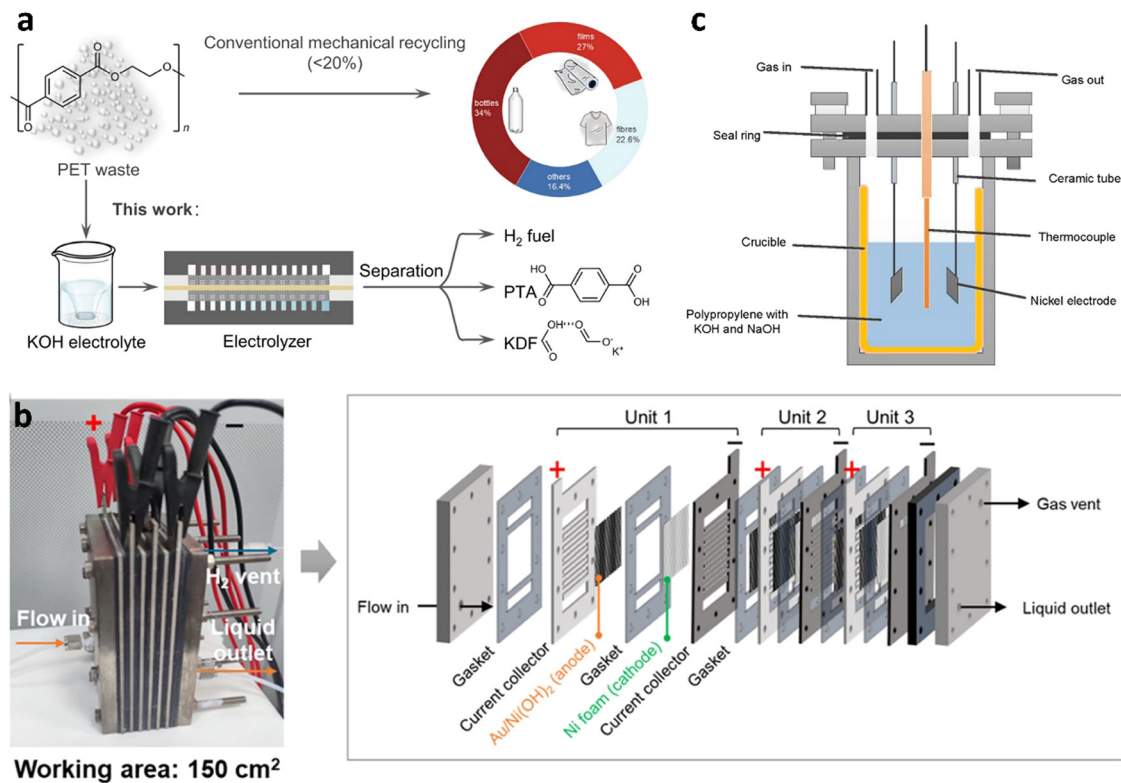 a
Conventional mechanical recycling
(<20%)
O
O
O
O
n
PET waste
films
27%
bottles
34%
fibres
22.6%
others
16.4%
This work:
KOH electrolyte
Electrolyzer
Separation
H₂ fuel
PTA
OH
O
O
OH
KDF
OH
O
O
O⁻
K⁺
c
Gas in
Gas out
Seal ring
Ceramic tube
Crucible
Thermocouple
Nickel electrode
Polypropylene with
KOH and NaOH
b
+
−
H₂ vent
Flow in
Liquid
outlet
Working area: 150 cm²
Unit 1
Unit 2
Unit 3
+
−
+
−
+
−
Gas vent
Flow in
Liquid outlet
Gasket
Current collector
Au/Ni(OH)₂ (anode)
Gasket
Ni foam (cathode)
Current collector
Gasket